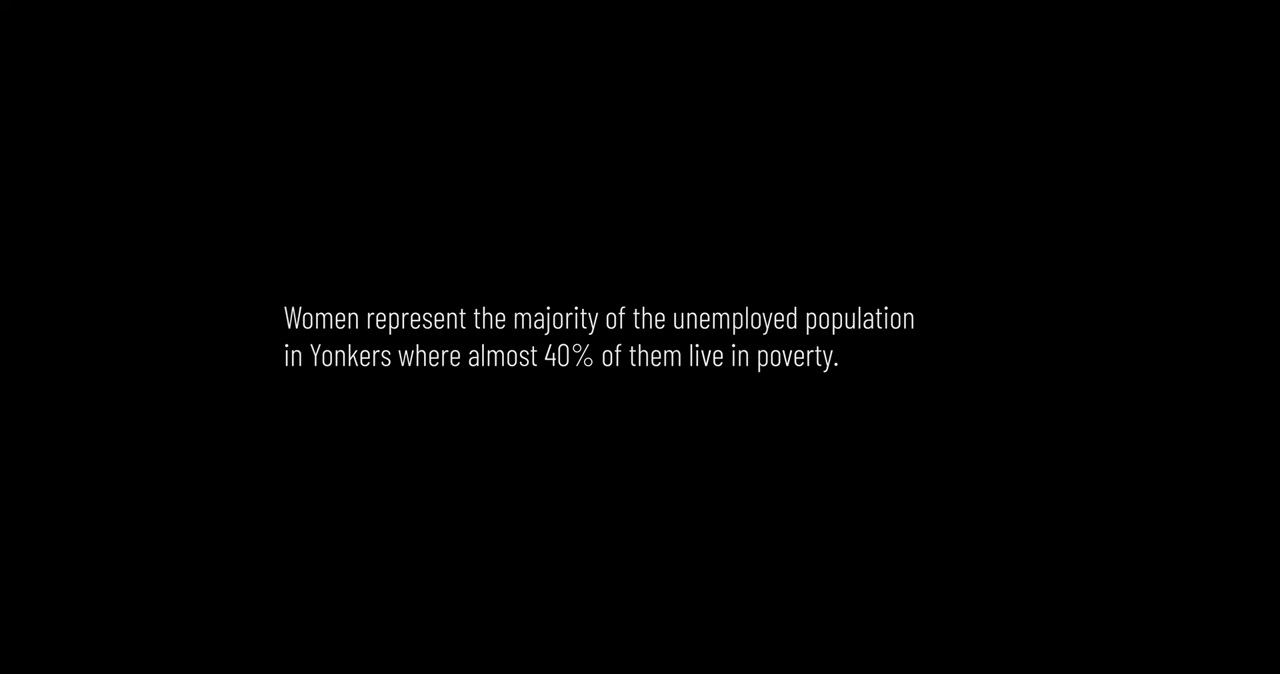 Women represent the majority of the unemployed population
in Yonkers where almost 40% of them live in poverty.